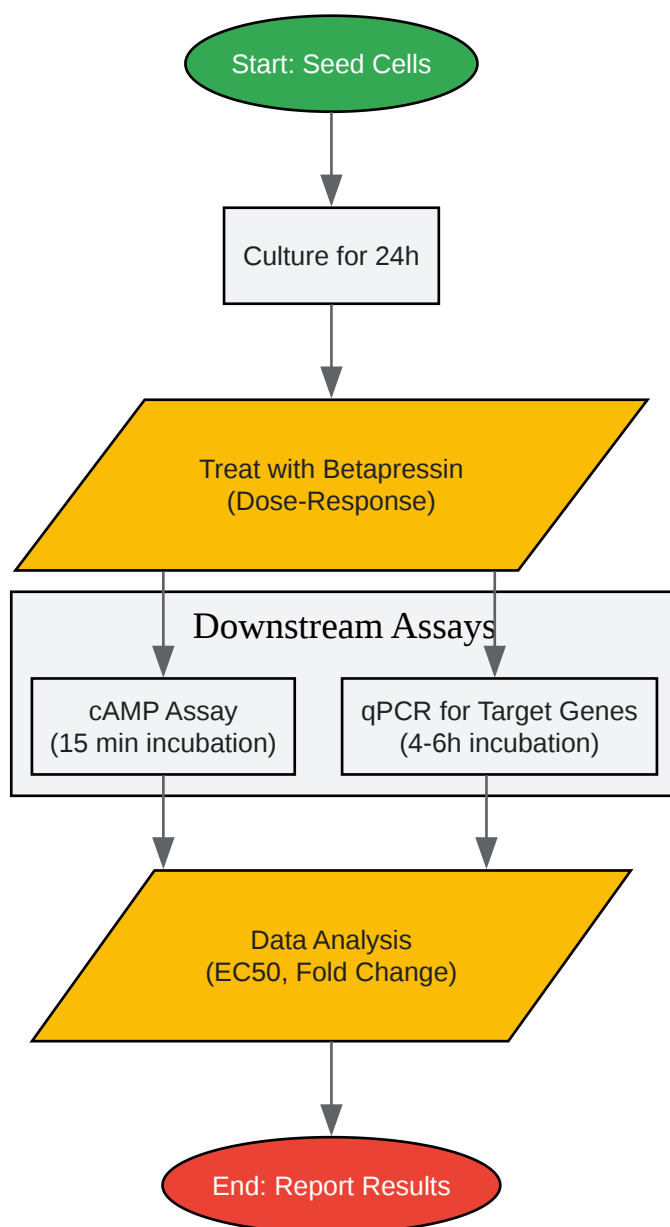 Start: Seed Cells
Culture for 24h
Treat with Betapressin
(Dose-Response)
Downstream Assays
cAMP Assay
(15 min incubation)
qPCR for Target Genes
(4-6h incubation)
Data Analysis
(EC50, Fold Change)
End: Report Results